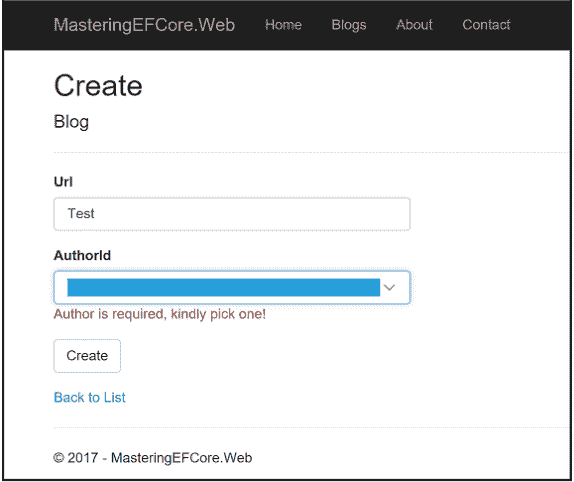 MasteringEFCore.Web Home Blogs About Contact
Create
Blog
Url
Test
AuthorId
Author is required, kindly pick one!
Create
Back to List
© 2017 - MasteringEFCore.Web